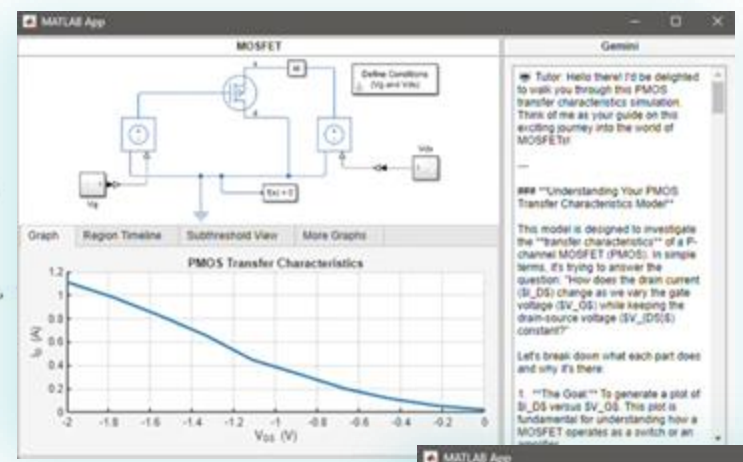 MATLAB App
MOSFET
Gemini
Define Conditions
(Vg and Vds)
Vg
Vds
f(x) = 0
Graph
Region Timeline
Subthreshold View
More Graphs
PMOS Transfer Characteristics
1.2
1
0.8
0.6
0.4
0.2
0
-2
-1.8
-1.6
-1.4
-1.2
-1
-0.8
-0.6
-0.4
-0.2
0
I_D (A)
V_GS (V)
Tutor: Hello there! I'd be delighted
to walk you through this PMOS
transfer characteristics simulation.
Think of me as your guide on this
exciting journey into the world of
MOSFETs!
---
### **Understanding Your PMOS
Transfer Characteristics Model**
This model is designed to investigate
the **transfer characteristics** of a P-
channel MOSFET (PMOS). In simple
terms, it's trying to answer the
question: "How does the drain current
($I_D$) change as we vary the gate
voltage ($V_G$) while keeping the
drain-source voltage ($V_{DS}$)
constant?"
Let's break down what each part does
and why it's there:
1. **The Goal:** To generate a plot of
$I_D$ versus $V_G$. This plot is
fundamental for understanding how a
MOSFET operates as a switch or an
MATLAB App